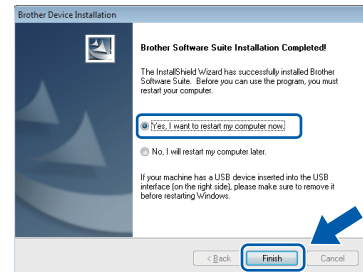 Brother Device Installation
Brother Software Suite Installation Completed!
The InstallShield Wizard has successfully installed Brother
Software Suite. Before you can use the program, you must
restart your computer.
Yes, I want to restart my computer now.
No, I will restart my computer later.
If your machine has a USB device inserted into the USB
interface (on the right side), please make sure to remove it
before restarting Windows.
< Back Finish Cancel